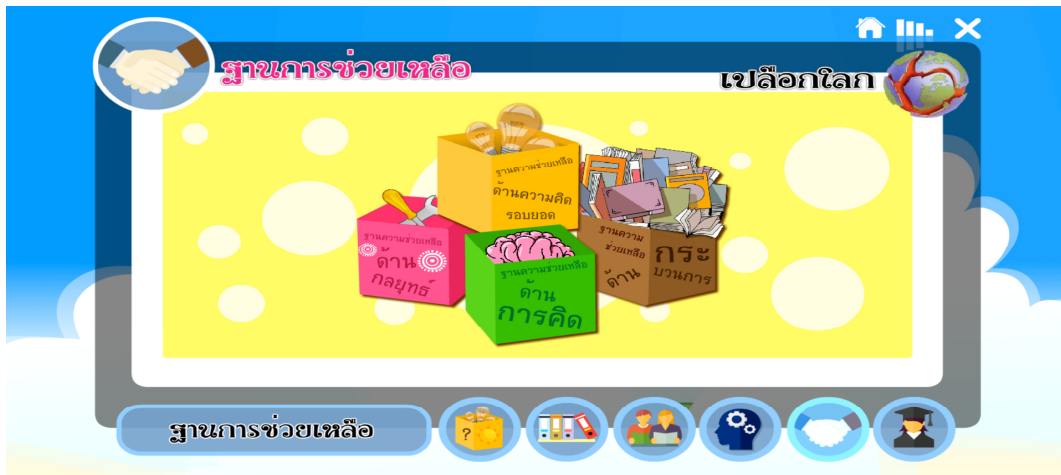 ฐานการช่วยเหลือ
เปลือกโลก
ฐานความช่วยเหลือ
ด้านความคิด
รอบยอด
ฐานความช่วยเหลือ
ด้าน
กลยุทธ์
ฐานความช่วยเหลือ
ด้าน
การคิด
ฐานความ
ช่วยเหลือ
ด้าน
กระ
บวนการ
?
ฐานการช่วยเหลือ